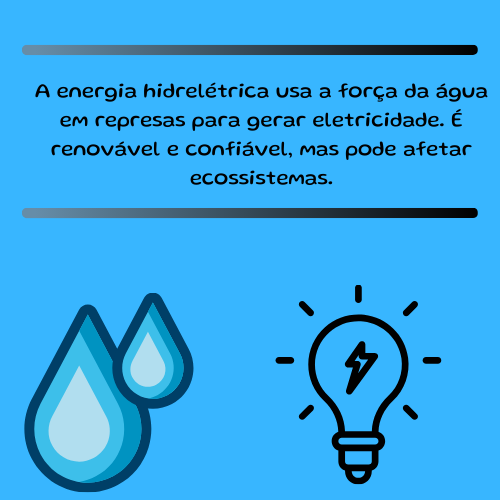 A energia hidrelétrica usa a força da água
em represas para gerar eletricidade. É
renovável e confiável, mas pode afetar
ecossistemas.